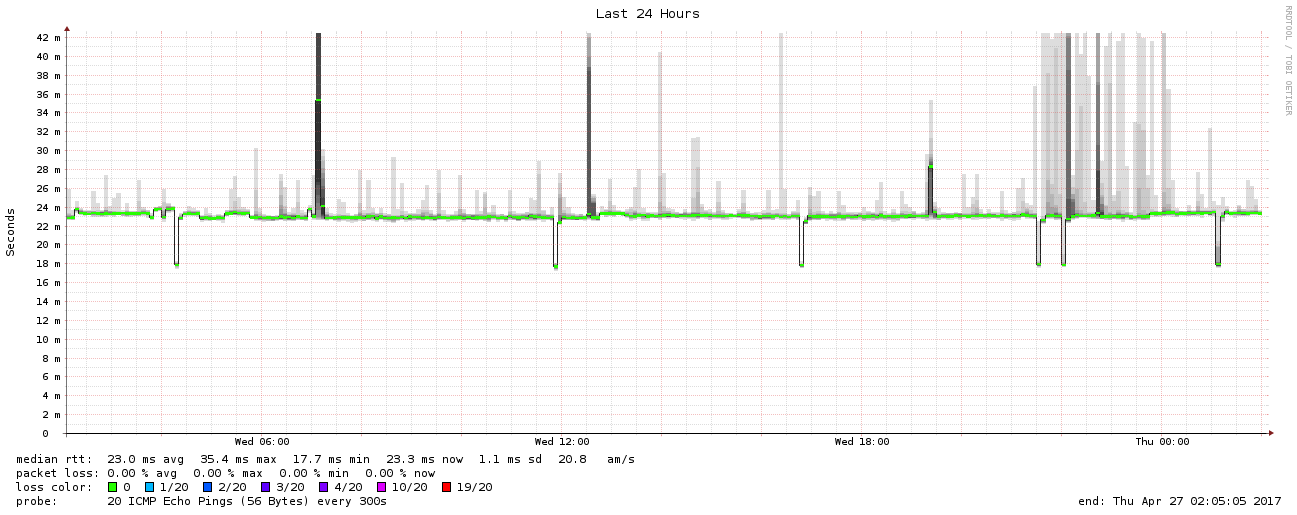 Last 24 Hours
RRDTOOL / TOBI OETIKER
Seconds
42 m
40 m
38 m
36 m
34 m
32 m
30 m
28 m
26 m
24 m
22 m
20 m
18 m
16 m
14 m
12 m
10 m
8 m
6 m
4 m
2 m
0
Wed 06:00 Wed 12:00 Wed 18:00 Thu 00:00
median rtt: 23.0 ms avg 35.4 ms max 17.7 ms min 23.3 ms now 1.1 ms sd 20.8 am/s
packet loss: 0.00 % avg 0.00 % max 0.00 % min 0.00 % now
loss color: 0 1/20 2/20 3/20 4/20 10/20 19/20
probe: 20 ICMP Echo Pings (56 Bytes) every 300s end: Thu Apr 27 02:05:05 2017